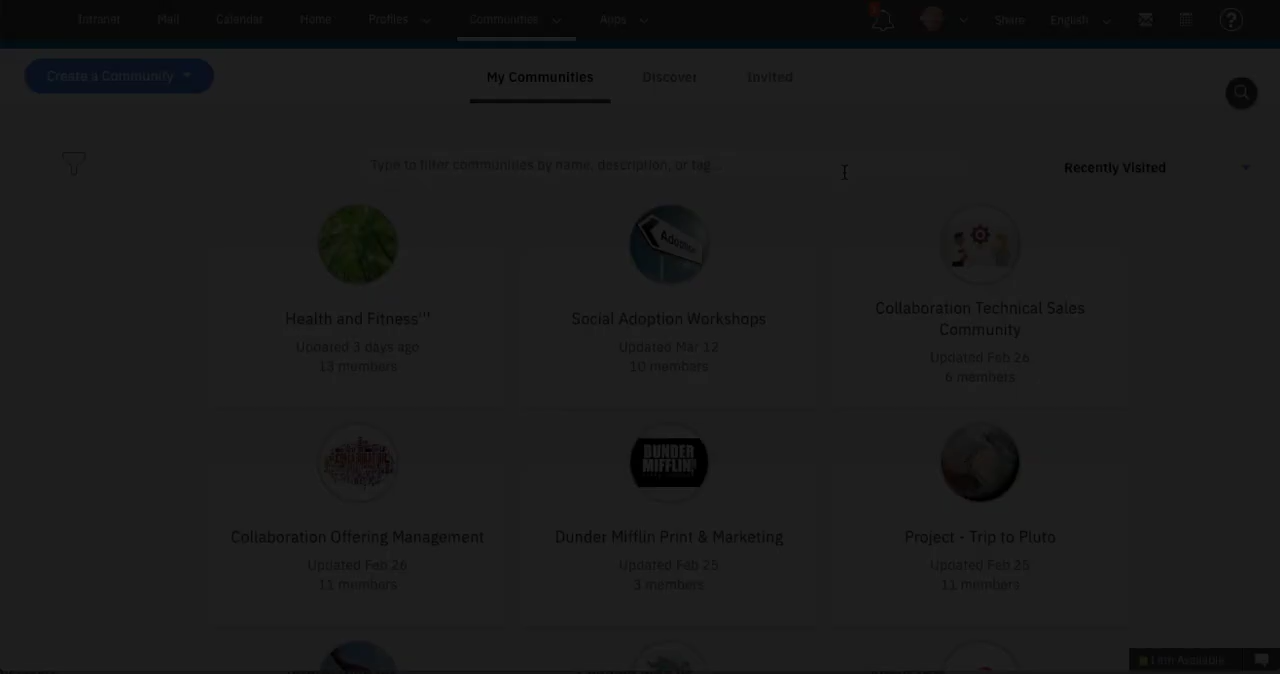 Intranet
Mail
Calendar
Home
Profiles
Communities
Apps
Share
English
?
Create a Community
My Communities
Discover
Invited
Type to filter communities by name, description, or tag...
Recently Visited
Adoption
Health and Fitness'''
Updated 3 days ago
13 members
Social Adoption Workshops
Updated Mar 12
10 members
Collaboration Technical Sales
Community
Updated Feb 26
6 members
DUNDER
MIFFLIN
Collaboration Offering Management
Updated Feb 26
11 members
Dunder Mifflin Print & Marketing
Updated Feb 25
3 members
Project - Trip to Pluto
Updated Feb 25
11 members
I Am Available